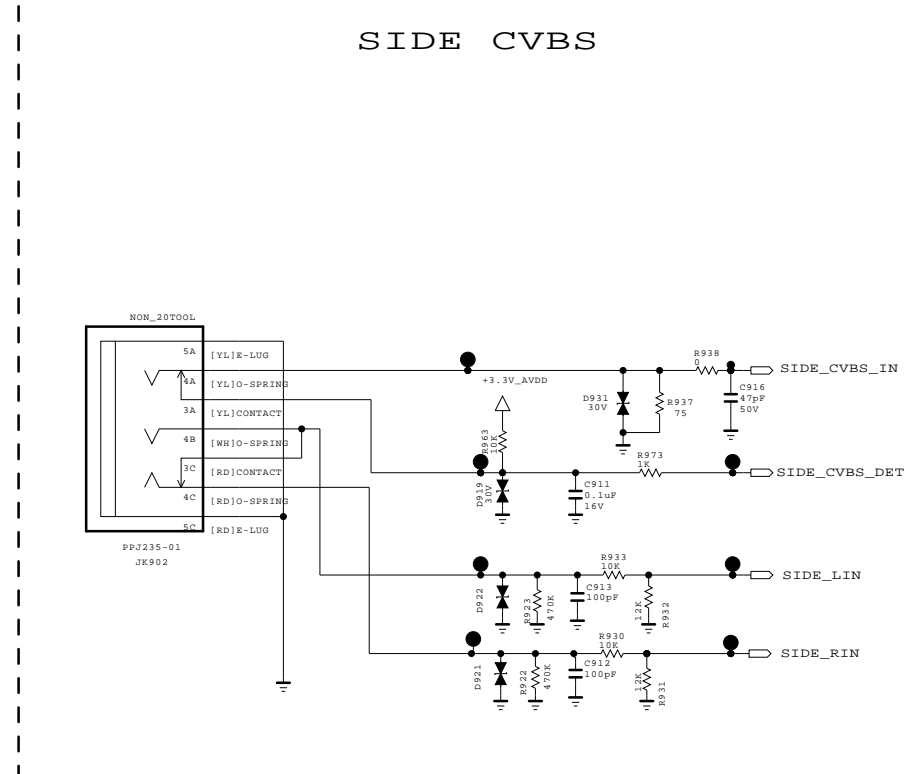 SIDE CVBS
NON_20TOOL
5A
[YL]E-LUG
4A
[YL]O-SPRING
3A
[YL]CONTACT
4B
[WH]O-SPRING
3C
[RD]CONTACT
4C
[RD]O-SPRING
5C
[RD]E-LUG
PPJ235-01
JK902
R938
0
SIDE_CVBS_IN
+3.3V_AVDD
D931
30V
R937
75
C916
47pF
50V
R963
10K
R973
1K
SIDE_CVBS_DET
D919
30V
C911
0.1uF
16V
R933
10K
SIDE_LIN
D922
R923
470K
C913
100pF
12K
R932
R930
10K
SIDE_RIN
D921
R922
470K
C912
100pF
12K
R931